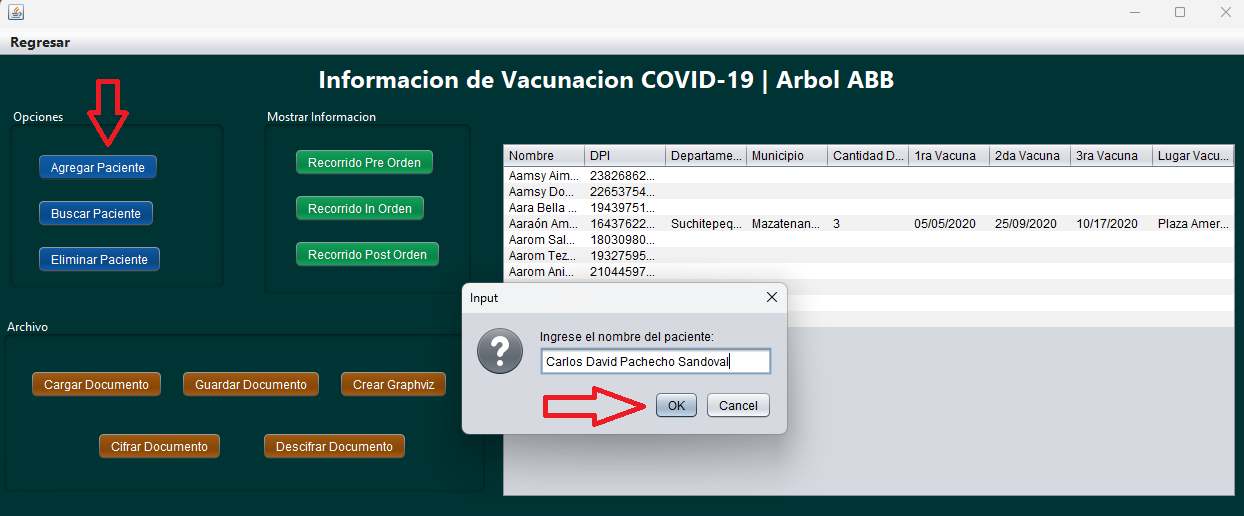 Regresar
Informacion de Vacunacion COVID-19 | Arbol ABB
Opciones
Agregar Paciente
Buscar Paciente
Eliminar Paciente
Mostrar Informacion
Recorrido Pre Orden
Recorrido In Orden
Recorrido Post Orden
Nombre DPI Departame... Municipio Cantidad D... 1ra Vacuna 2da Vacuna 3ra Vacuna Lugar Vacu...
Aamsy Aim... 23826862...
Aamsy Do... 22653754...
Aara Bella ... 19439751...
Aaraón Am... 16437622... Suchitepeq... Mazatenan... 3 05/05/2020 25/09/2020 10/17/2020 Plaza Amer...
Aarom Sal... 18030980...
Aarom Tez... 19327595...
Aarom Ani... 21044597...
Input
Ingrese el nombre del paciente:
Carlos David Pachecho Sandoval
OK Cancel
Archivo
Cargar Documento Guardar Documento Crear Graphviz
Cifrar Documento Descifrar Documento